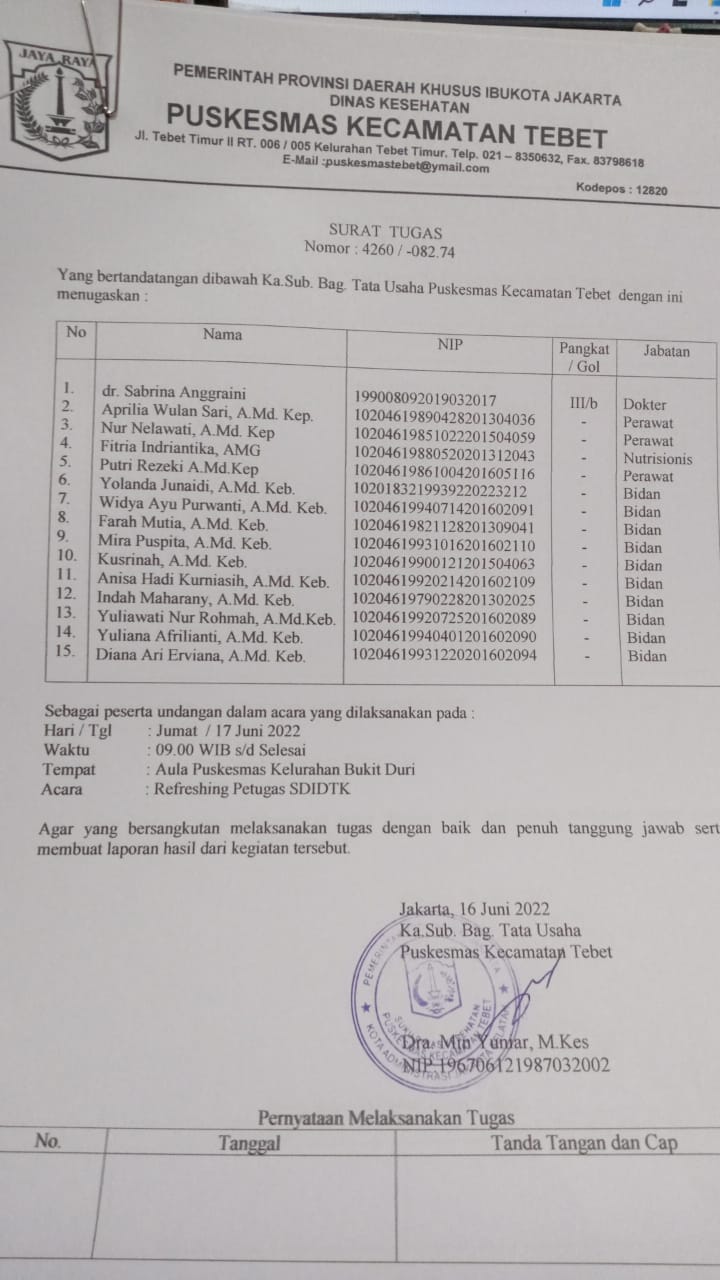 JAYA RAYA
PEMERINTAH PROVINSI DAERAH KHUSUS IBUKOTA JAKARTA
DINAS KESEHATAN
PUSKESMAS KECAMATAN TEBET
Jl. Tebet Timur II RT. 006 / 005 Kelurahan Tebet Timur. Telp. 021 – 8350632, Fax. 83798618
E-Mail :puskesmastebet@ymail.com
Kodepos : 12820
SURAT TUGAS
Nomor : 4260 / -082.74
Yang bertandatangan dibawah Ka.Sub. Bag. Tata Usaha Puskesmas Kecamatan Tebet dengan ini
menugaskan :
No Nama NIP Pangkat / Gol Jabatan
1. dr. Sabrina Anggraini 199008092019032017 III/b Dokter
2. Aprilia Wulan Sari, A.Md. Kep. 10204619890428201304036 - Perawat
3. Nur Nelawati, A.Md. Kep 10204619851022201504059 - Perawat
4. Fitria Indriantika, AMG 10204619880520201312043 - Nutrisionis
5. Putri Rezeki A.Md.Kep 10204619861004201605116 - Perawat
6. Yolanda Junaidi, A.Md. Keb. 1020183219939220223212 - Bidan
7. Widya Ayu Purwanti, A.Md. Keb. 10204619940714201602091 - Bidan
8. Farah Mutia, A.Md. Keb. 10204619821128201309041 - Bidan
9. Mira Puspita, A.Md. Keb. 10204619931016201602110 - Bidan
10. Kusrinah, A.Md. Keb. 10204619900121201504063 - Bidan
11. Anisa Hadi Kurniasih, A.Md. Keb. 10204619920214201602109 - Bidan
12. Indah Maharany, A.Md. Keb. 10204619790228201302025 - Bidan
13. Yuliawati Nur Rohmah, A.Md.Keb. 10204619920725201602089 - Bidan
14. Yuliana Afrilianti, A.Md. Keb. 10204619940401201602090 - Bidan
15. Diana Ari Erviana, A.Md. Keb. 10204619931220201602094 - Bidan
Sebagai peserta undangan dalam acara yang dilaksanakan pada :
Hari / Tgl : Jumat / 17 Juni 2022
Waktu : 09.00 WIB s/d Selesai
Tempat : Aula Puskesmas Kelurahan Bukit Duri
Acara : Refreshing Petugas SDIDTK
Agar yang bersangkutan melaksanakan tugas dengan baik dan penuh tanggung jawab sert
membuat laporan hasil dari kegiatan tersebut.
Jakarta, 16 Juni 2022
Ka.Sub. Bag. Tata Usaha
Puskesmas Kecamatan Tebet
PUSKESMAS KECAMATAN TEBET
KOTA ADMINISTRASI JAKARTA SELATAN
Dra. Min Yumar, M.Kes
NIP 196706121987032002
Pernyataan Melaksanakan Tugas
No. Tanggal Tanda Tangan dan Cap